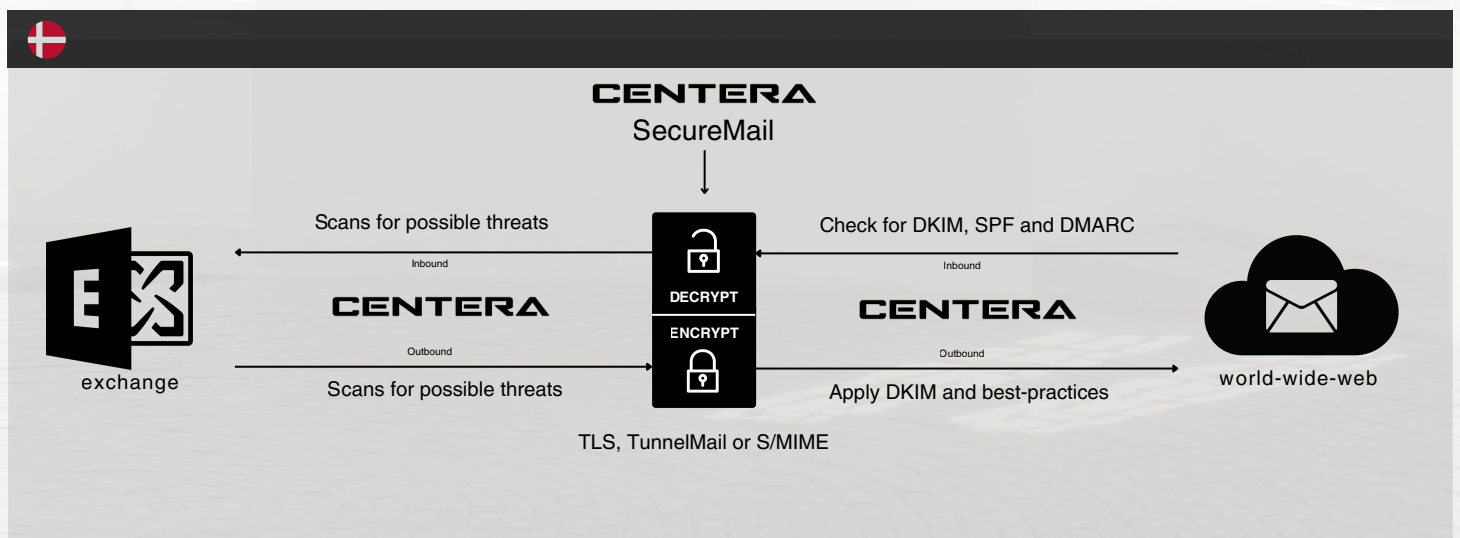 CENTERA
SecureMail
Scans for possible threats
Check for DKIM, SPF and DMARC
Inbound
Inbound
DECRYPT
CENTERA
CENTERA
ENCRYPT
Outbound
Outbound
exchange
Scans for possible threats
Apply DKIM and best-practices
world-wide-web
TLS, TunnelMail or S/MIME